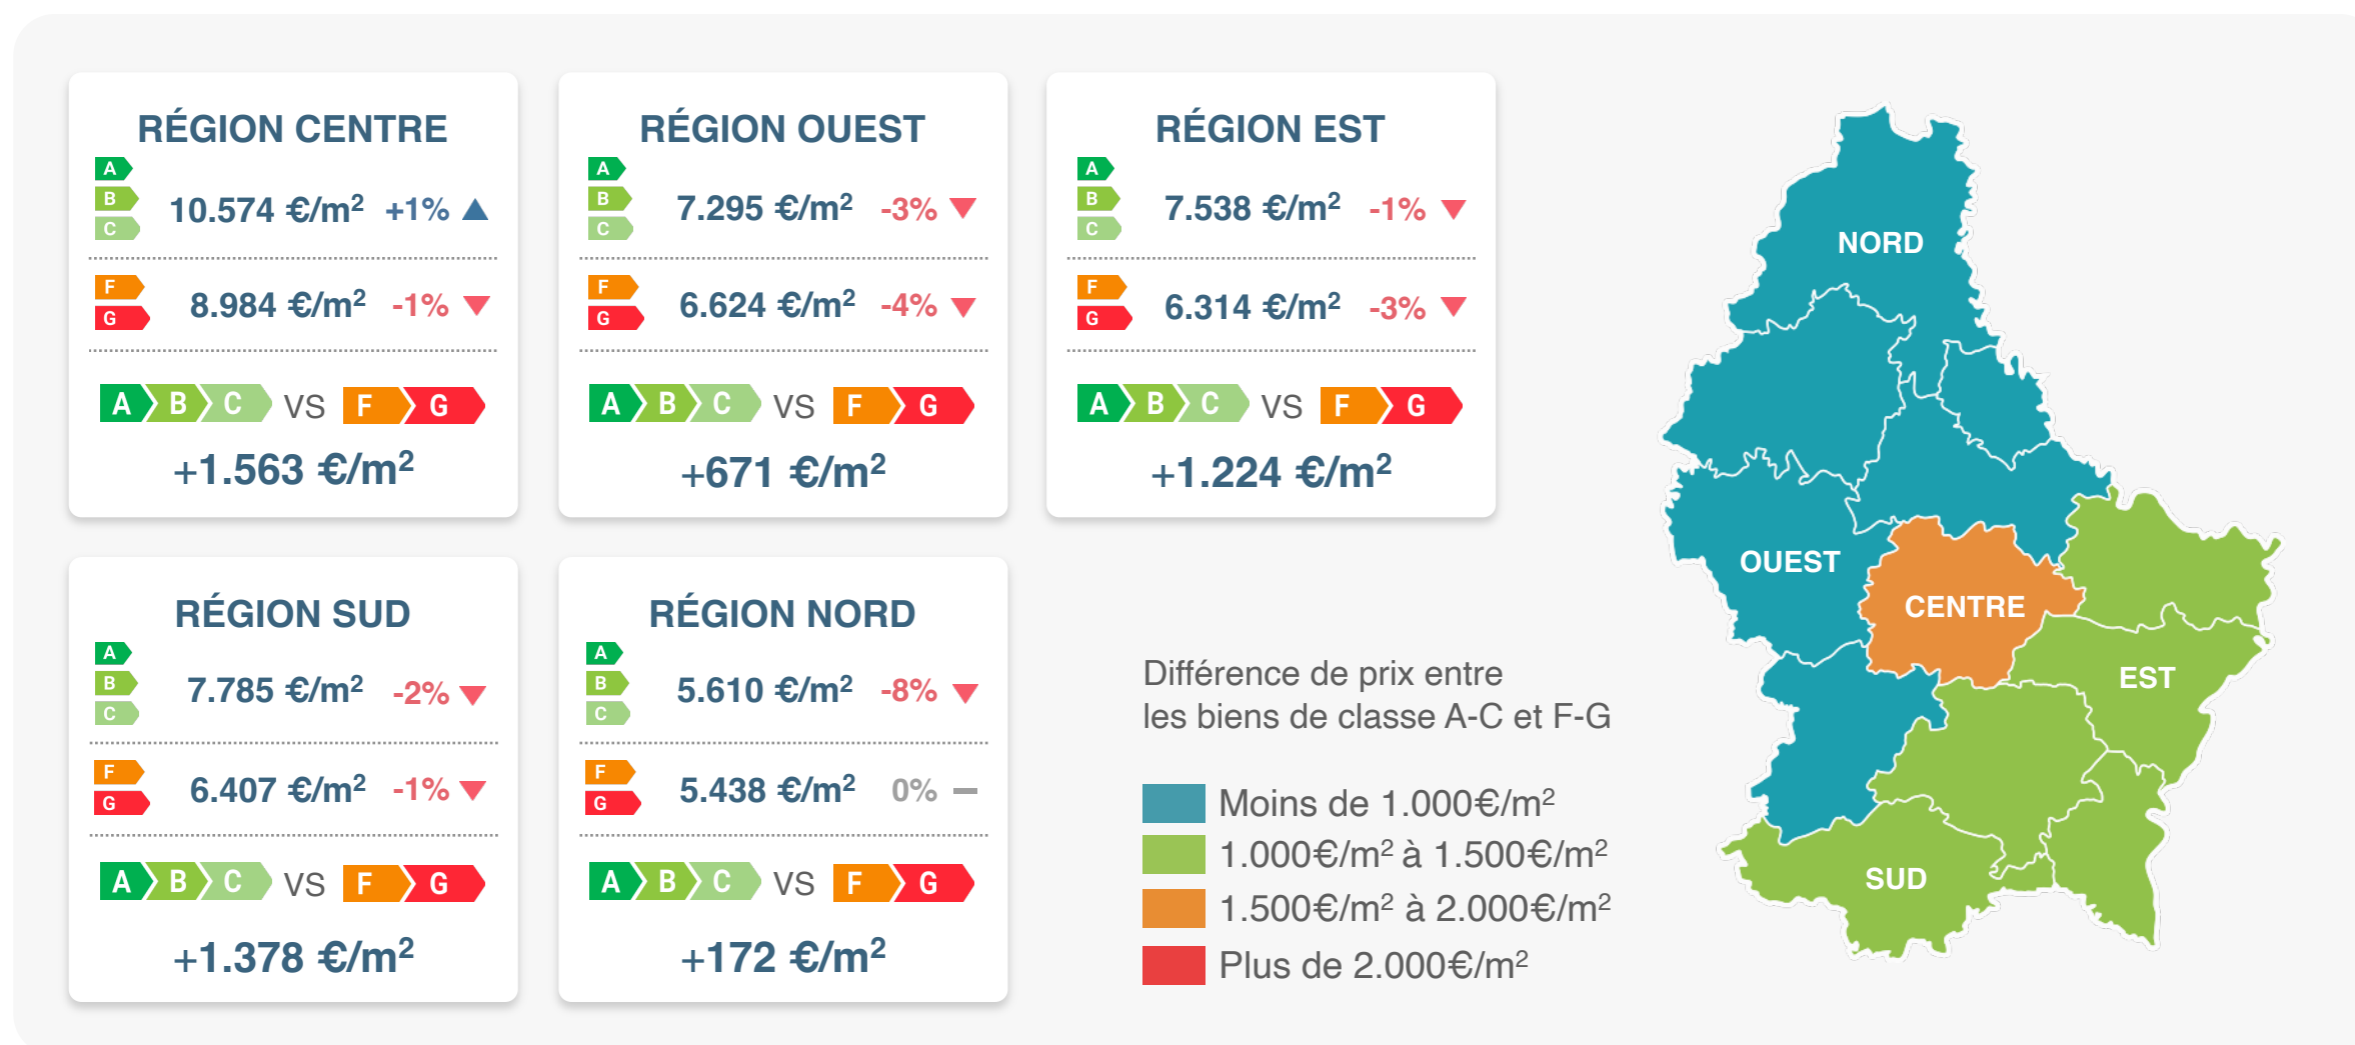 RÉGION CENTRE
A
B
C
10.574 €/m² +1%
F
G
8.984 €/m² -1%
A B C VS F G
+1.563 €/m²
RÉGION OUEST
A
B
C
7.295 €/m² -3%
F
G
6.624 €/m² -4%
A B C VS F G
+671 €/m²
RÉGION EST
A
B
C
7.538 €/m² -1%
F
G
6.314 €/m² -3%
A B C VS F G
+1.224 €/m²
RÉGION SUD
A
B
C
7.785 €/m² -2%
F
G
6.407 €/m² -1%
A B C VS F G
+1.378 €/m²
RÉGION NORD
A
B
C
5.610 €/m² -8%
F
G
5.438 €/m² 0%
A B C VS F G
+172 €/m²
Différence de prix entre
les biens de classe A-C et F-G
Moins de 1.000€/m²
1.000€/m² à 1.500€/m²
1.500€/m² à 2.000€/m²
Plus de 2.000€/m²
NORD
OUEST
CENTRE
EST
SUD